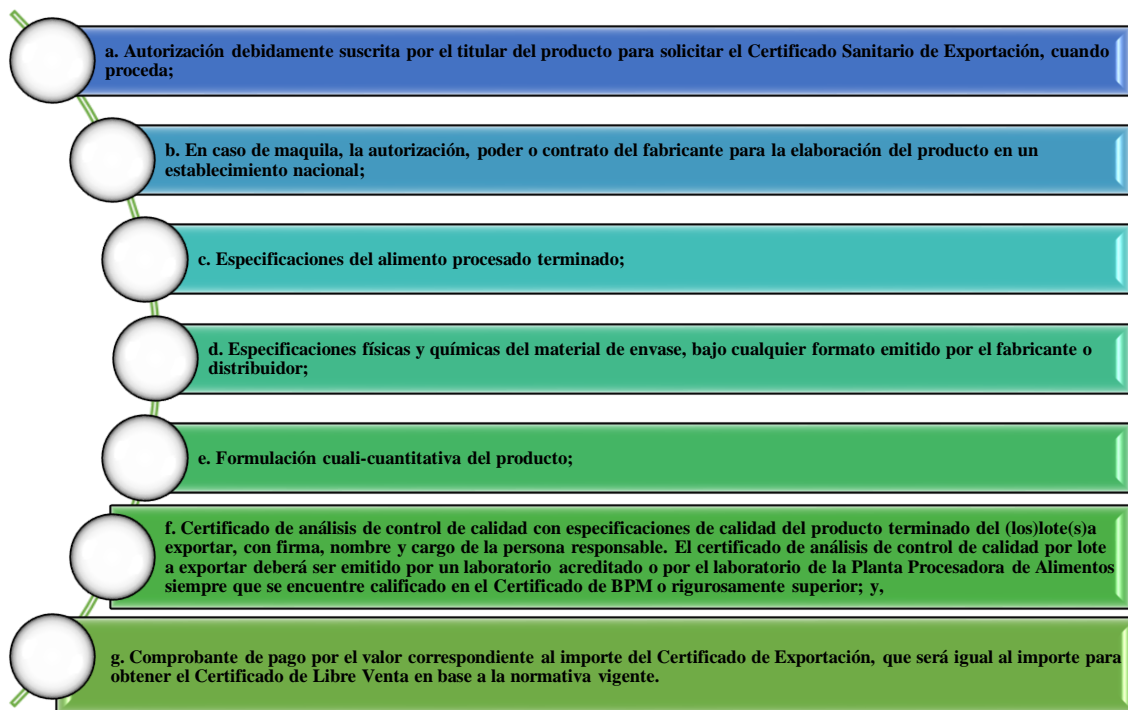 a. Autorización debidamente suscrita por el titular del producto para solicitar el Certificado Sanitario de Exportación, cuando
proceda;
b. En caso de maquila, la autorización, poder o contrato del fabricante para la elaboración del producto en un
establecimiento nacional;
c. Especificaciones del alimento procesado terminado;
d. Especificaciones físicas y químicas del material de envase, bajo cualquier formato emitido por el fabricante o
distribuidor;
e. Formulación cuali-cuantitativa del producto;
f. Certificado de análisis de control de calidad con especificaciones de calidad del producto terminado del (los)lote(s)a
exportar, con firma, nombre y cargo de la persona responsable. El certificado de análisis de control de calidad por lote
a exportar deberá ser emitido por un laboratorio acreditado o por el laboratorio de la Planta Procesadora de Alimentos
siempre que se encuentre calificado en el Certificado de BPM o rigurosamente superior; y,
g. Comprobante de pago por el valor correspondiente al importe del Certificado de Exportación, que será igual al importe para
obtener el Certificado de Libre Venta en base a la normativa vigente.